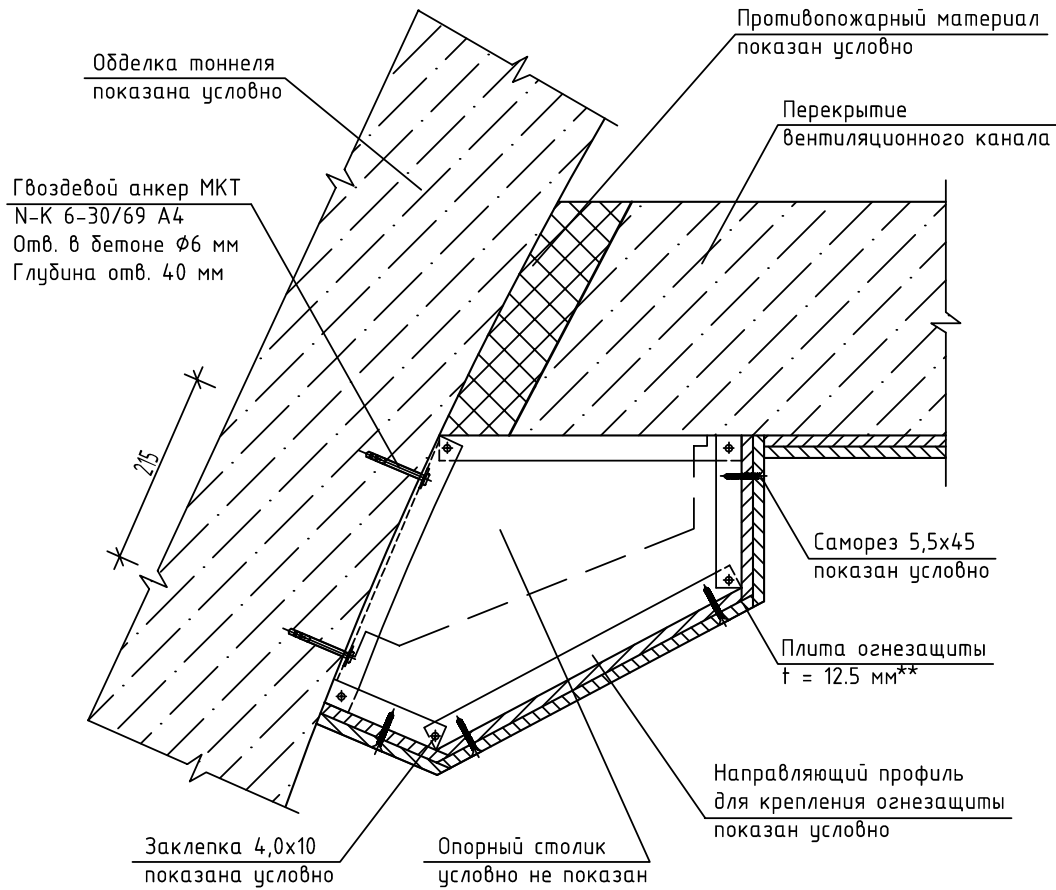 Противопожарный материал
показан условно
Обделка тоннеля
показана условно
Перекрытие
вентиляционного канала
Гвоздевой анкер МКТ
N-K 6-30/69 А4
Отв. в бетоне Ø6 мм
Глубина отв. 40 мм
215
Саморез 5,5х45
показан условно
Плита огнезащиты
t = 12.5 мм**
Направляющий профиль
для крепления огнезащиты
показан условно
Заклепка 4,0х10
показана условно
Опорный столик
условно не показан